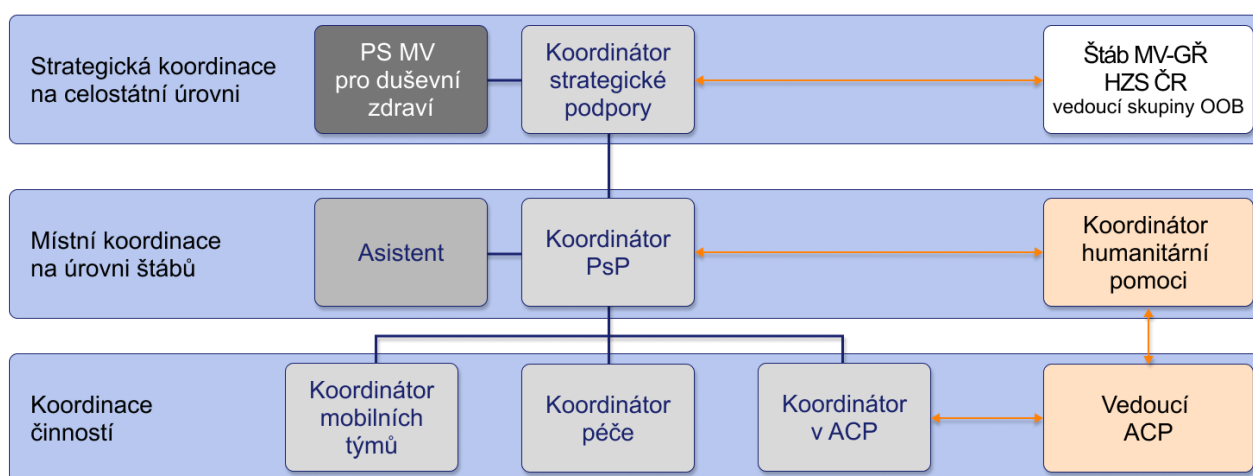 Strategická koordinace
na celostátní úrovni
PS MV
pro duševní
zdraví
Koordinátor
strategické
podpory
Štáb MV-GŘ
HZS ČR
vedoucí skupiny OOB
Místní koordinace
na úrovni štábů
Asistent
Koordinátor
PsP
Koordinátor
humanitární
pomoci
Koordinace
činností
Koordinátor
mobilních
týmů
Koordinátor
péče
Koordinátor
v ACP
Vedoucí
ACP